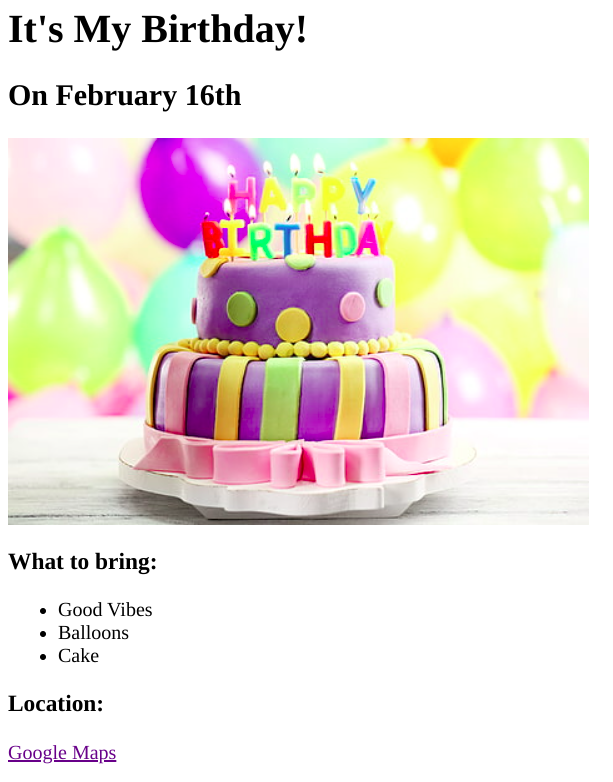 It's My Birthday!
On February 16th
HAPPY
BIRTHDAY
What to bring:
Good Vibes
Balloons
Cake
Location:
Google Maps